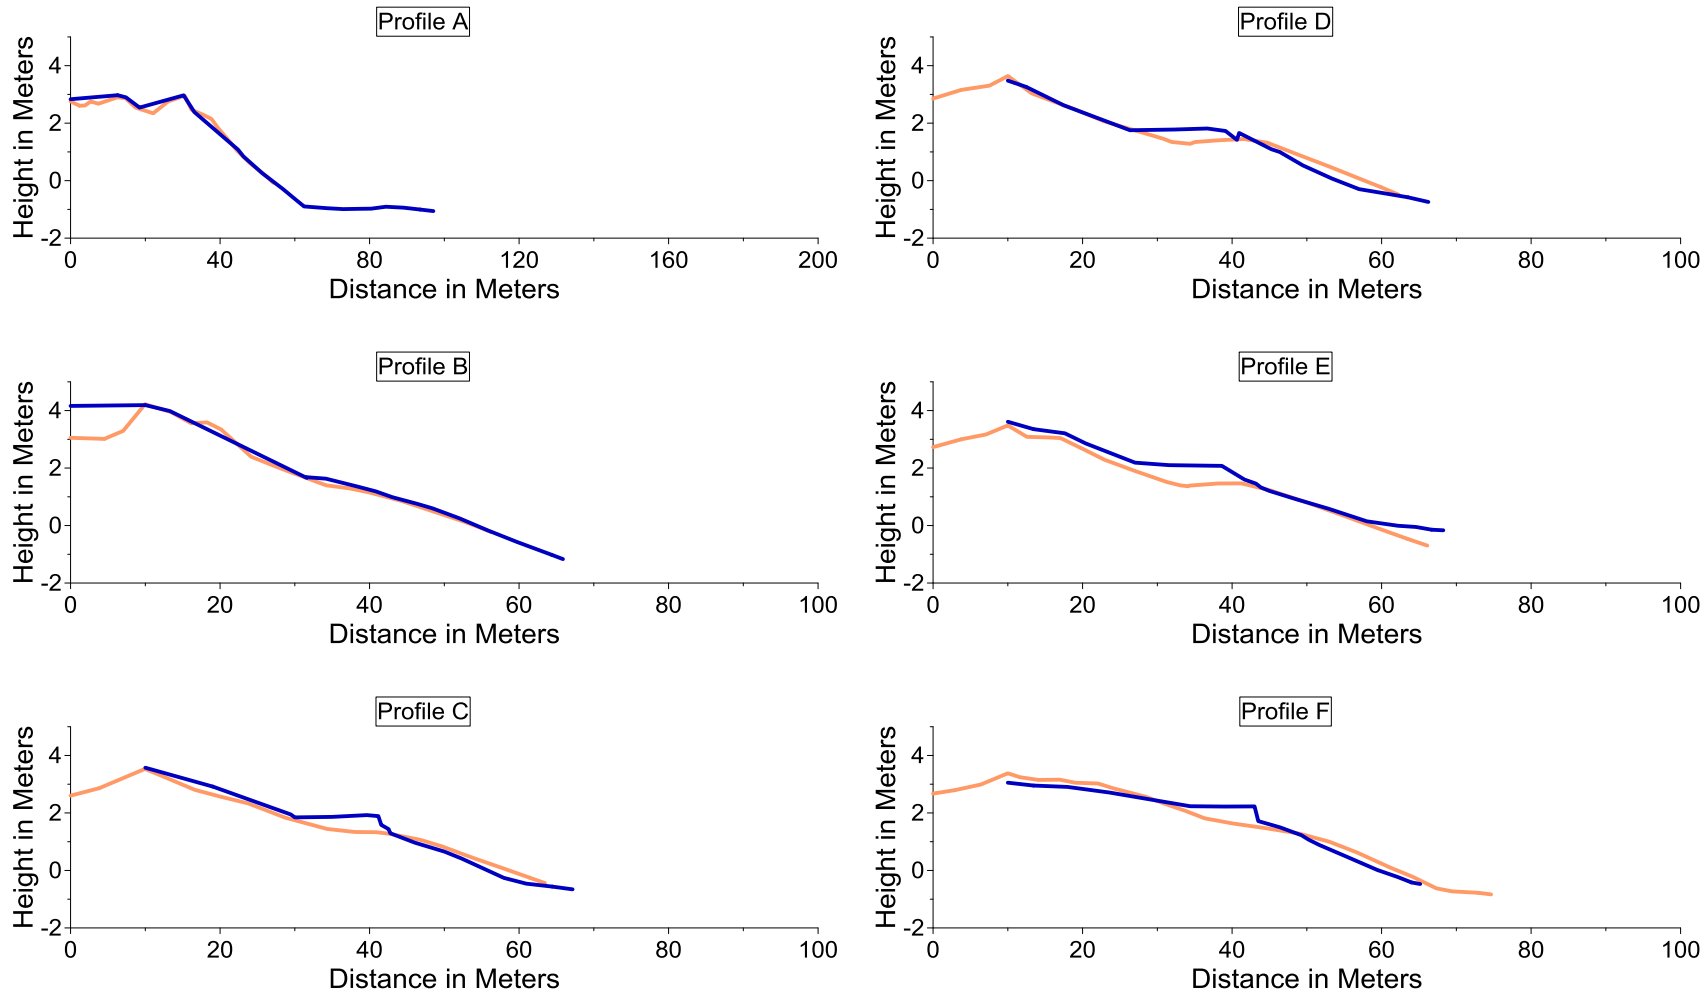 Profile A
Height in Meters
4
2
0
-2
0 40 80 120 160 200
Distance in Meters
Profile D
Height in Meters
4
2
0
-2
0 20 40 60 80 100
Distance in Meters
Profile B
Height in Meters
4
2
0
-2
0 20 40 60 80 100
Distance in Meters
Profile E
Height in Meters
4
2
0
-2
0 20 40 60 80 100
Distance in Meters
Profile C
Height in Meters
4
2
0
-2
0 20 40 60 80 100
Distance in Meters
Profile F
Height in Meters
4
2
0
-2
0 20 40 60 80 100
Distance in Meters